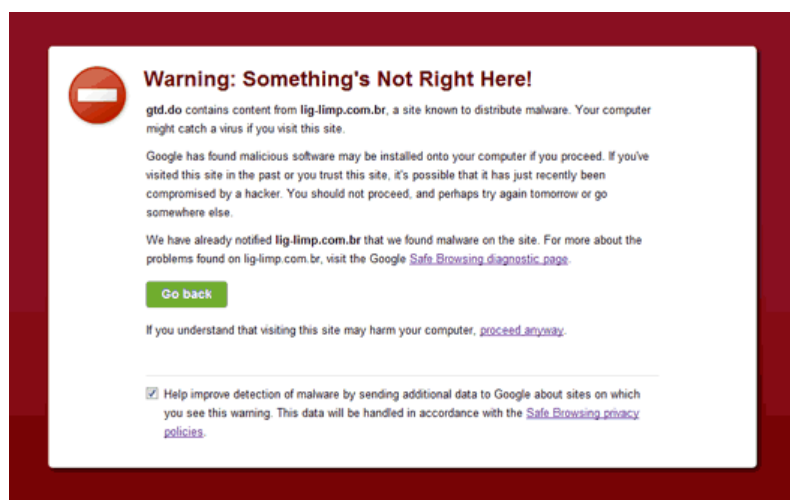 Warning: Something's Not Right Here!
gtd.do contains content from lig-limp.com.br, a site known to distribute malware. Your computer
might catch a virus if you visit this site.
Google has found malicious software may be installed onto your computer if you proceed. If you've
visited this site in the past or you trust this site, it's possible that it has just recently been
compromised by a hacker. You should not proceed, and perhaps try again tomorrow or go
somewhere else.
We have already notified lig-limp.com.br that we found malware on the site. For more about the
problems found on lig-limp.com.br, visit the Google Safe Browsing diagnostic page.
Go back
If you understand that visiting this site may harm your computer, proceed anyway.
Help improve detection of malware by sending additional data to Google about sites on which
you see this warning. This data will be handled in accordance with the Safe Browsing privacy
policies.